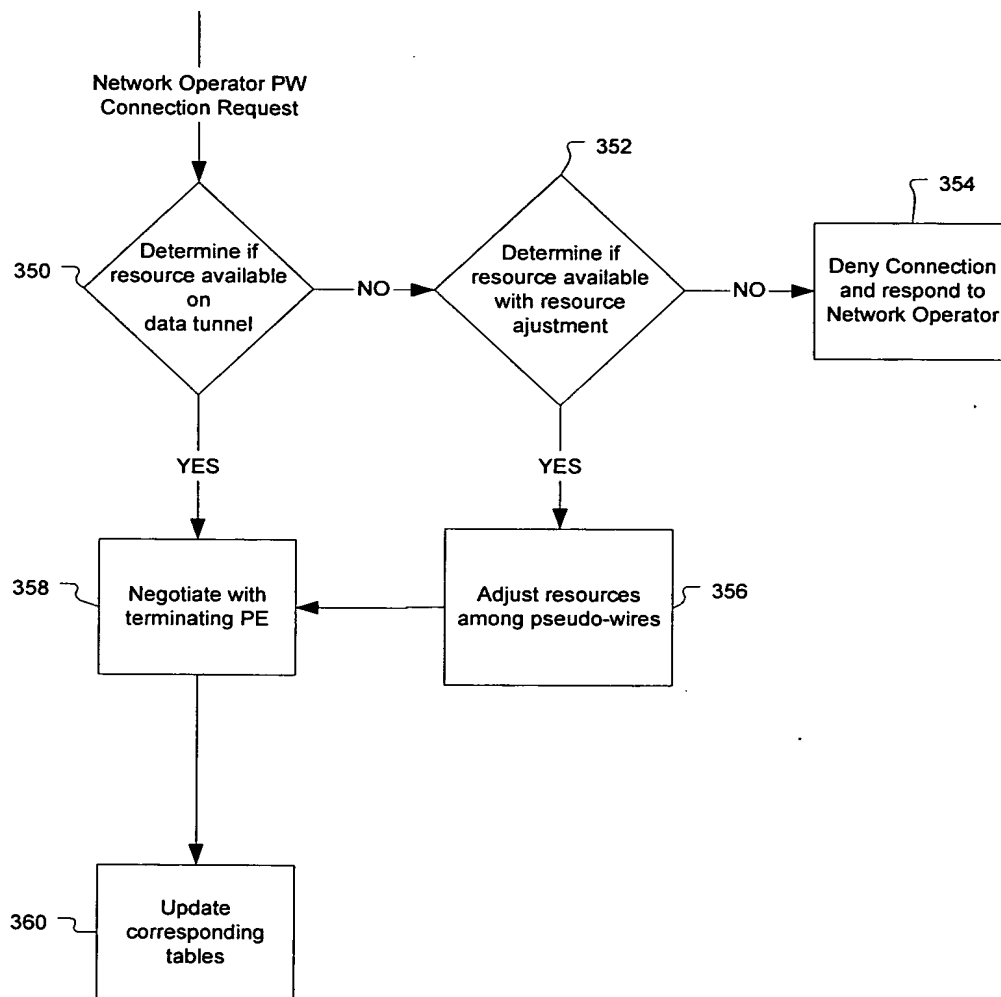 Network Operator PW
Connection Request
352
354
350
Determine if
resource available
on
data tunnel
NO
Determine if
resource available
with resource
ajustment
NO
Deny Connection
and respond to
Network Operator
YES
YES
358
Negotiate with
terminating PE
Adjust resources
among pseudo-wires
356
360
Update
corresponding
tables